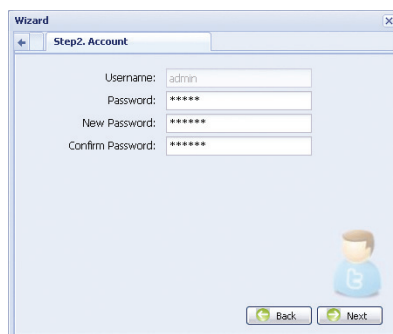 Wizard
Step2. Account
Username: admin
Password: *****
New Password: ******
Confirm Password: ******
Back Next